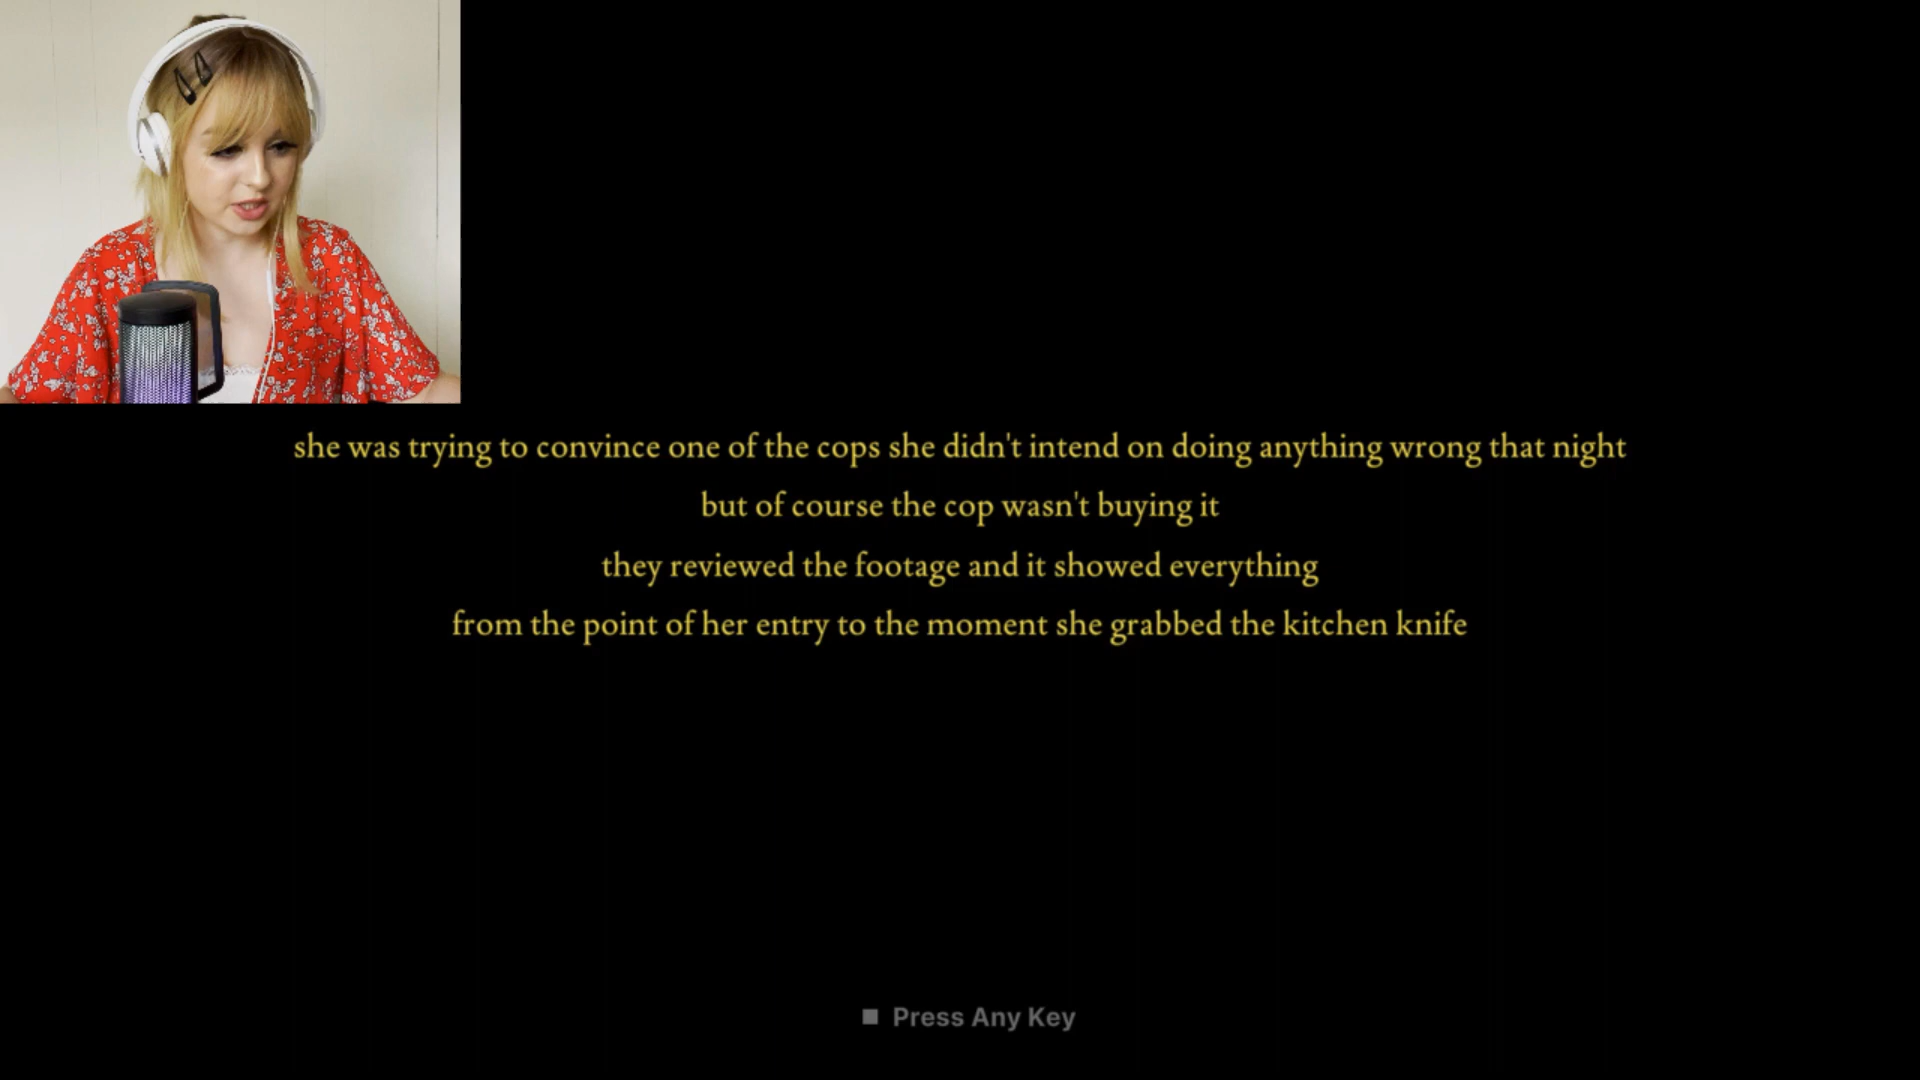 she was trying to convince one of the cops she didn't intend on doing anything wrong that night
but of course the cop wasn't buying it
they reviewed the footage and it showed everything
from the point of her entry to the moment she grabbed the kitchen knife
Press Any Key